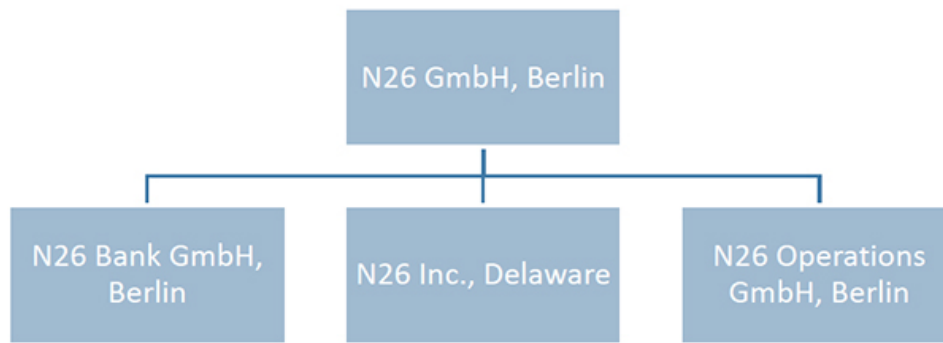 N26 GmbH, Berlin
N26 Bank GmbH,
Berlin
N26 Inc., Delaware
N26 Operations
GmbH, Berlin